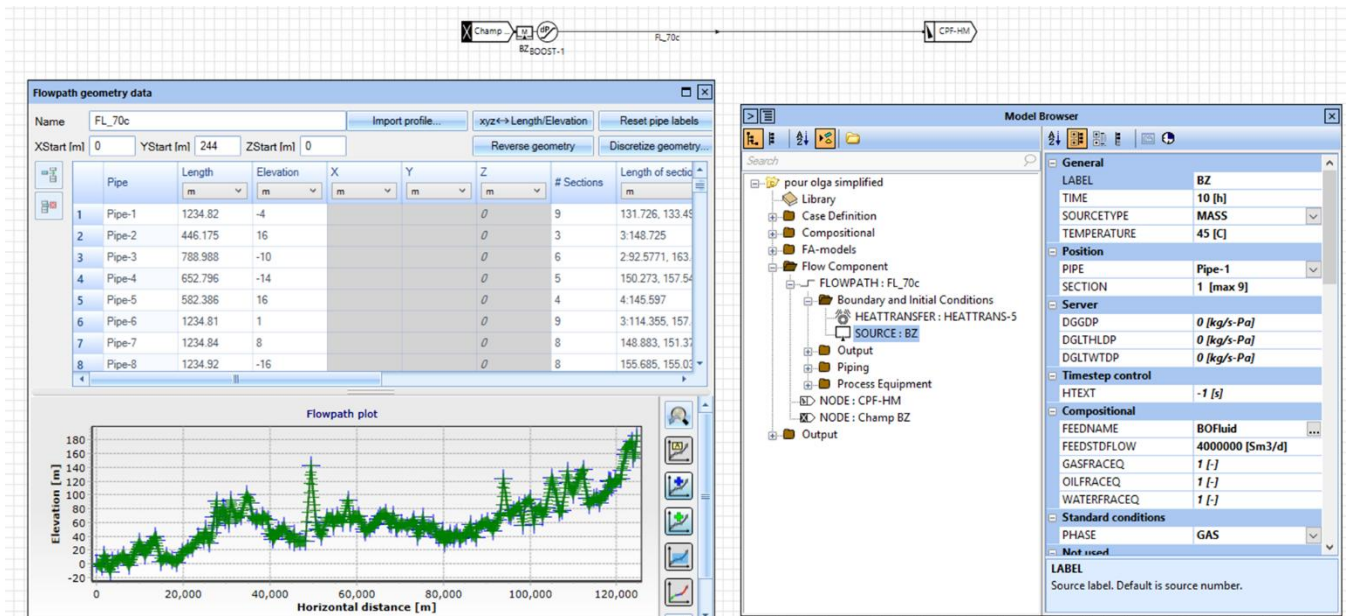 Champ ...
M
dP
BZ
BOOST-1
FL_70c
CPF-HM
Flowpath geometry data
Name FL_70c Import profile... xyz<->Length/Elevation Reset pipe labels
XStart [m] 0 YStart [m] 244 ZStart [m] 0 Reverse geometry Discretize geometry...
Pipe Length Elevation X Y Z # Sections Length of sectio
m m m m m m
1 Pipe-1 1234.82 -4 0 9 131.726, 133.49
2 Pipe-2 446.175 16 0 3 3:148.725
3 Pipe-3 788.988 -10 0 6 2:92.5771, 163.
4 Pipe-4 652.796 -14 0 5 150.273, 157.54
5 Pipe-5 582.386 16 0 4 4:145.597
6 Pipe-6 1234.81 1 0 9 3:114.355, 157.
7 Pipe-7 1234.84 8 0 8 148.883, 151.37
8 Pipe-8 1234.92 -16 0 8 155.685, 155.03
Flowpath plot
180
160
140
120
100
80
60
40
20
0
-20
Elevation [m]
0 20,000 40,000 60,000 80,000 100,000 120,000
Horizontal distance [m]
Model Browser
Search
pour olga simplified
Library
Case Definition
Compositional
FA-models
Flow Component
FLOWPATH : FL_70c
Boundary and Initial Conditions
HEATTRANSFER : HEATTRANS-5
SOURCE : BZ
Output
Piping
Process Equipment
NODE : CPF-HM
NODE : Champ BZ
Output
General
LABEL BZ
TIME 10 [h]
SOURCETYPE MASS
TEMPERATURE 45 [C]
Position
PIPE Pipe-1
SECTION 1 [max 9]
Server
DGGDP 0 [kg/s-Pa]
DGLTHLDP 0 [kg/s-Pa]
DGLTWTDP 0 [kg/s-Pa]
Timestep control
HTEXT -1 [s]
Compositional
FEEDNAME BOFluid ...
FEEDSTDFLOW 4000000 [Sm3/d]
GASFRACEQ 1 [-]
OILFRACEQ 1 [-]
WATERFRACEQ 1 [-]
Standard conditions
PHASE GAS
Not used
LABEL
Source label. Default is source number.